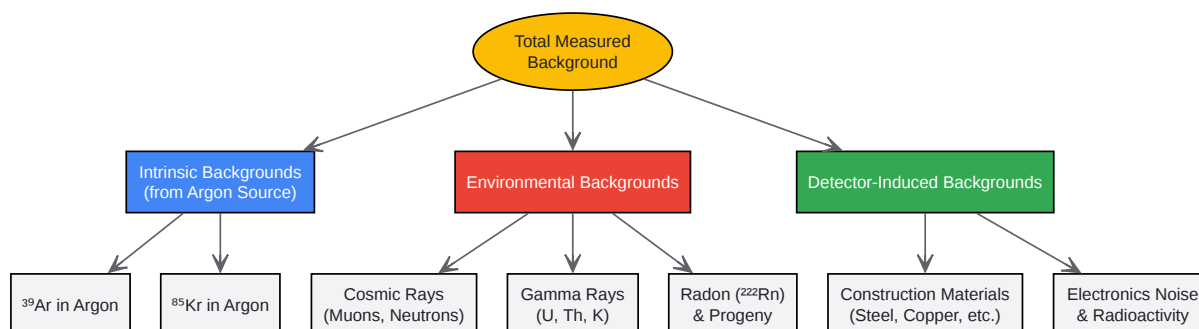 Total Measured
Background
Intrinsic Backgrounds
(from Argon Source)
Environmental Backgrounds
Detector-Induced Backgrounds
³⁹Ar in Argon
⁸⁵Kr in Argon
Cosmic Rays
(Muons, Neutrons)
Gamma Rays
(U, Th, K)
Radon (²²²Rn)
& Progeny
Construction Materials
(Steel, Copper, etc.)
Electronics Noise
& Radioactivity